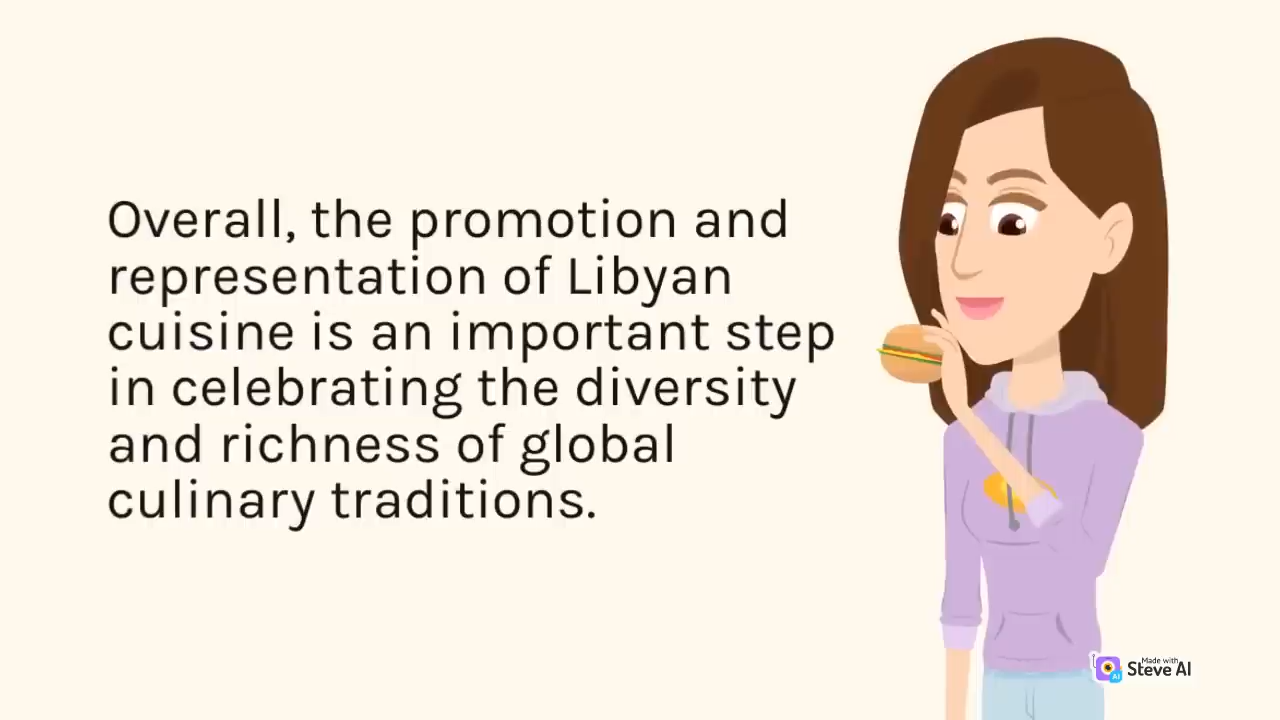 Overall, the promotion and
representation of Libyan
cuisine is an important step
in celebrating the diversity
and richness of global
culinary traditions.
Made with
Steve AI
AI